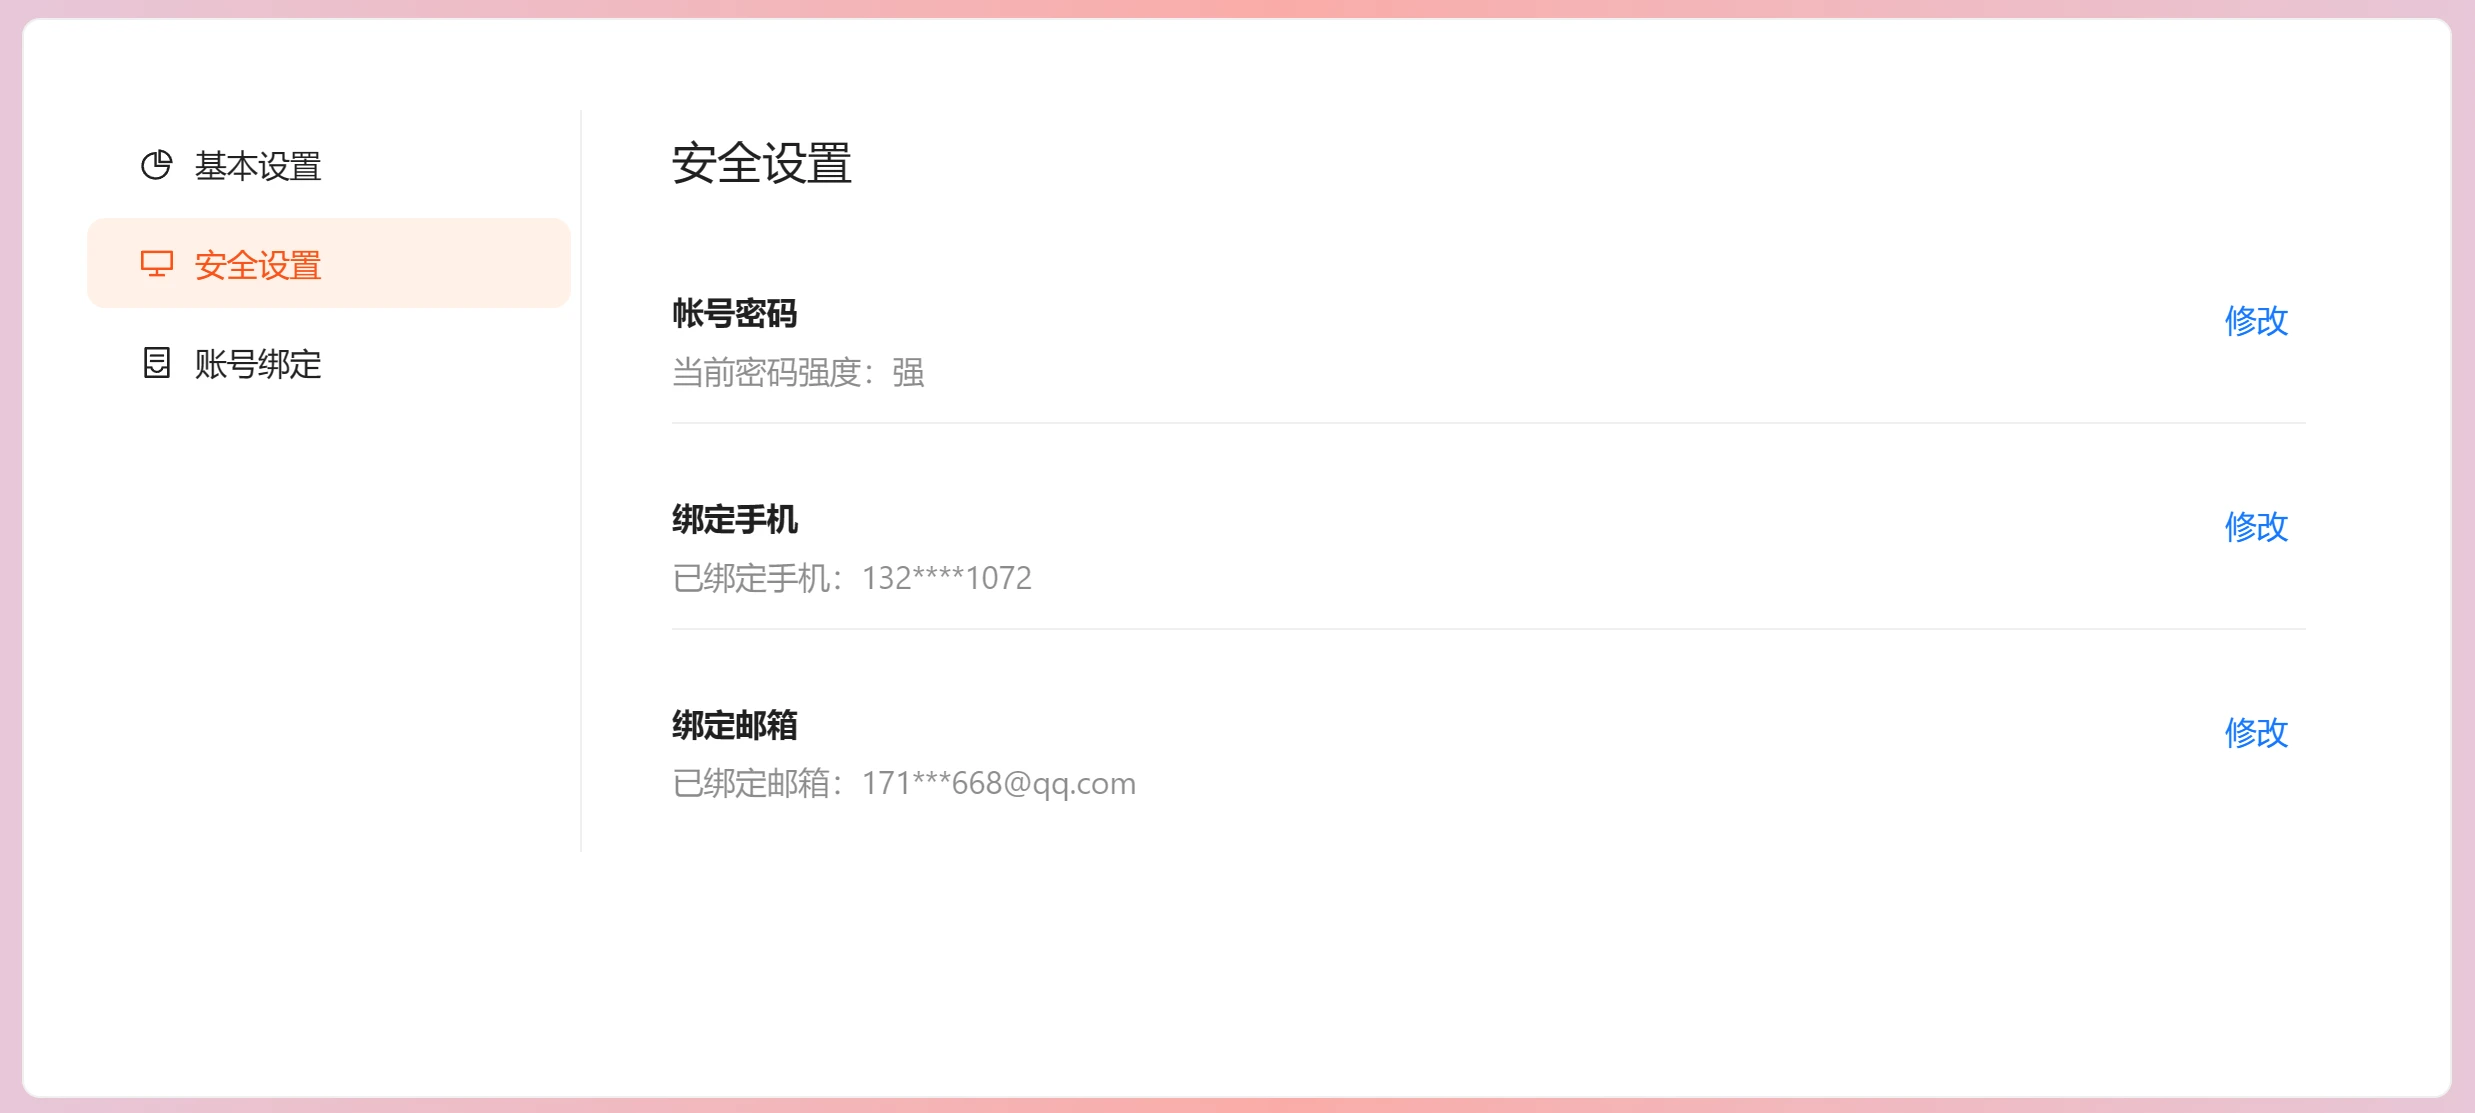 基本设置
安全设置
账号绑定
安全设置
帐号密码
当前密码强度：强
修改
绑定手机
已绑定手机：132****1072
修改
绑定邮箱
已绑定邮箱：171***668@qq.com
修改